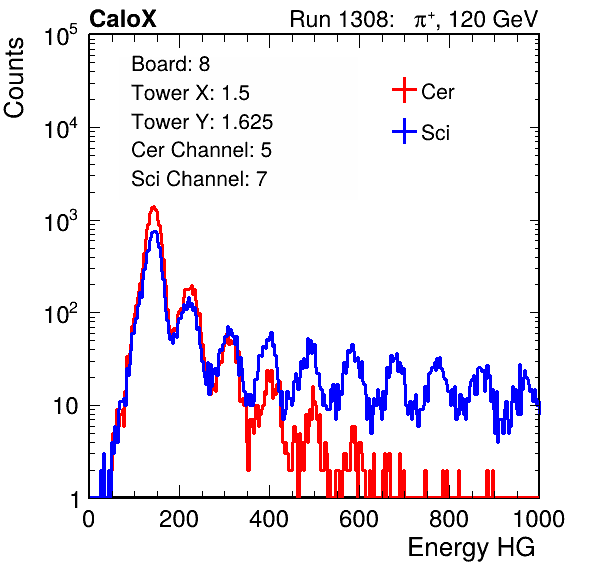 CaloX Run 1308: π⁺, 120 GeV
10⁵
Counts
Board: 8
Tower X: 1.5
Tower Y: 1.625
Cer Channel: 5
Sci Channel: 7
Cer
Sci
10⁴
10³
10²
10
1
0 200 400 600 800 1000
Energy HG